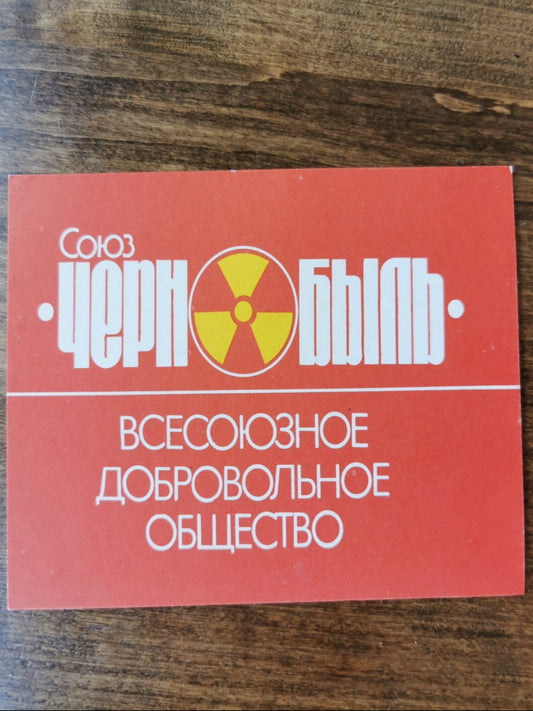 Союз
·ЧЕРНОБЫЛЬ·
ВСЕСОЮЗНОЕ
ДОБРОВОЛЬНОЕ
ОБЩЕСТВО